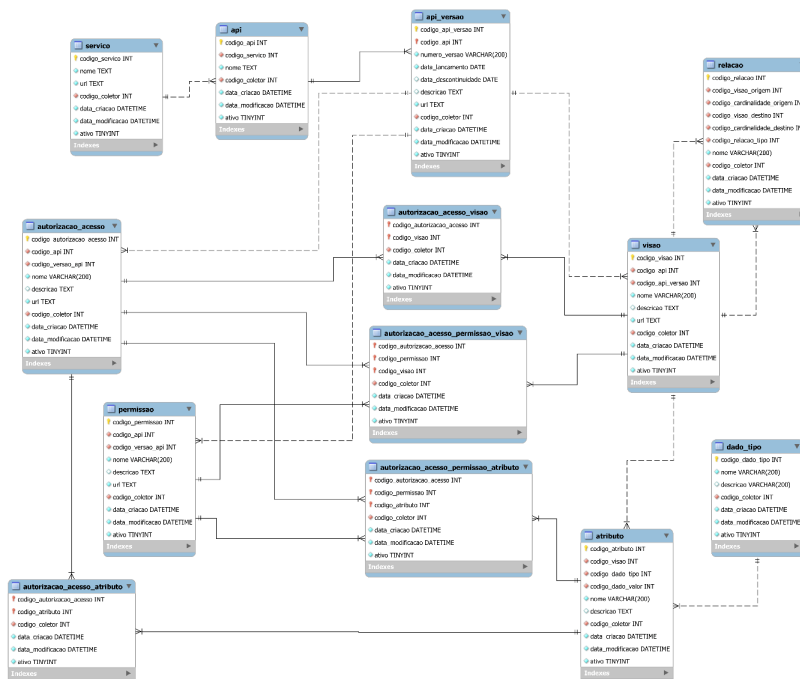 servico
codigo_servico INT
nome TEXT
url TEXT
codigo_coletor INT
data_criacao DATETIME
data_modificacao DATETIME
ativo TINYINT
Indexes
api
codigo_api INT
codigo_servico INT
nome TEXT
codigo_coletor INT
data_criacao DATETIME
data_modificacao DATETIME
ativo TINYINT
Indexes
api_versao
codigo_api_versao INT
codigo_api INT
numero_versao VARCHAR(200)
data_lancamento DATE
data_descontinuidade DATE
descricao TEXT
url TEXT
codigo_coletor INT
data_criacao DATETIME
data_modificacao DATETIME
ativo TINYINT
Indexes
relacao
codigo_relacao INT
codigo_visao_origem INT
codigo_cardinalidade_origem IN
codigo_visao_destino INT
codigo_cardinalidade_destino IN
codigo_relacao_tipo INT
nome VARCHAR(200)
codigo_coletor INT
data_criacao DATETIME
data_modificacao DATETIME
ativo TINYINT
Indexes
autorizacao_acesso
codigo_autorizacao_acesso INT
codigo_api INT
codigo_versao_api INT
nome VARCHAR(200)
descricao TEXT
url TEXT
codigo_coletor INT
data_criacao DATETIME
data_modificacao DATETIME
ativo TINYINT
Indexes
autorizacao_acesso_visao
codigo_autorizacao_acesso INT
codigo_visao INT
codigo_coletor INT
data_criacao DATETIME
data_modificacao DATETIME
ativo TINYINT
Indexes
visao
codigo_visao INT
codigo_api INT
codigo_api_versao INT
nome VARCHAR(200)
descricao TEXT
url TEXT
codigo_coletor INT
data_criacao DATETIME
data_modificacao DATETIME
ativo TINYINT
Indexes
autorizacao_acesso_permissao_visao
codigo_autorizacao_acesso INT
codigo_permissao INT
codigo_visao INT
codigo_coletor INT
data_criacao DATETIME
data_modificacao DATETIME
ativo TINYINT
Indexes
permissao
codigo_permissao INT
codigo_api INT
codigo_versao_api INT
nome VARCHAR(200)
descricao TEXT
url TEXT
codigo_coletor INT
data_criacao DATETIME
data_modificacao DATETIME
ativo TINYINT
Indexes
autorizacao_acesso_permissao_atributo
codigo_autorizacao_acesso INT
codigo_permissao INT
codigo_atributo INT
codigo_coletor INT
data_criacao DATETIME
data_modificacao DATETIME
ativo TINYINT
Indexes
dado_tipo
codigo_dado_tipo INT
nome VARCHAR(200)
descricao VARCHAR(200)
codigo_coletor INT
data_criacao DATETIME
data_modificacao DATETIME
ativo TINYINT
Indexes
atributo
codigo_atributo INT
codigo_visao INT
codigo_dado_tipo INT
codigo_dado_valor INT
nome VARCHAR(200)
descricao TEXT
codigo_coletor INT
data_criacao DATETIME
data_modificacao DATETIME
ativo TINYINT
Indexes
autorizacao_acesso_atributo
codigo_autorizacao_acesso INT
codigo_atributo INT
codigo_coletor INT
data_criacao DATETIME
data_modificacao DATETIME
ativo TINYINT
Indexes